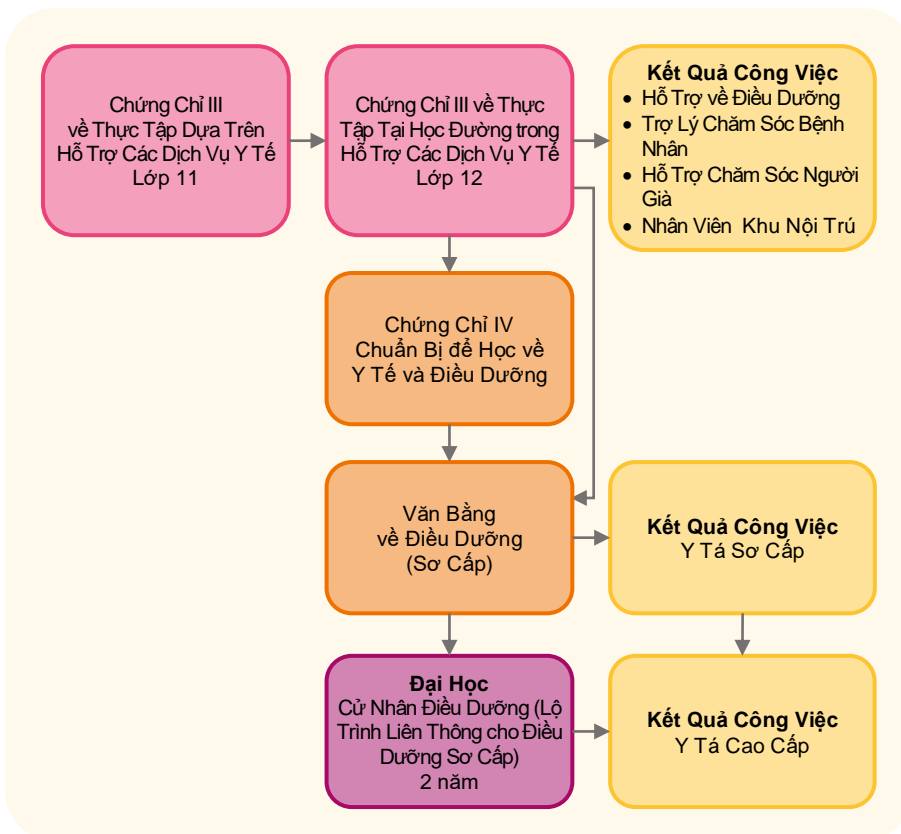 Chứng Chỉ III
về Thực Tập Dựa Trên
Hỗ Trợ Các Dịch Vụ Y Tế
Lớp 11
Chứng Chỉ III về Thực
Tập Tại Học Đường trong
Hỗ Trợ Các Dịch Vụ Y Tế
Lớp 12
Kết Quả Công Việc
• Hỗ Trợ về Điều Dưỡng
• Trợ Lý Chăm Sóc Bệnh
Nhân
• Hỗ Trợ Chăm Sóc Người
Già
• Nhân Viên Khu Nội Trú
Chứng Chỉ IV
Chuẩn Bị để Học về
Y Tế và Điều Dưỡng
Văn Bằng
về Điều Dưỡng
(Sơ Cấp)
Kết Quả Công Việc
Y Tá Sơ Cấp
Đại Học
Cử Nhân Điều Dưỡng (Lộ
Trình Liên Thông cho Điều
Dưỡng Sơ Cấp)
2 năm
Kết Quả Công Việc
Y Tá Cao Cấp